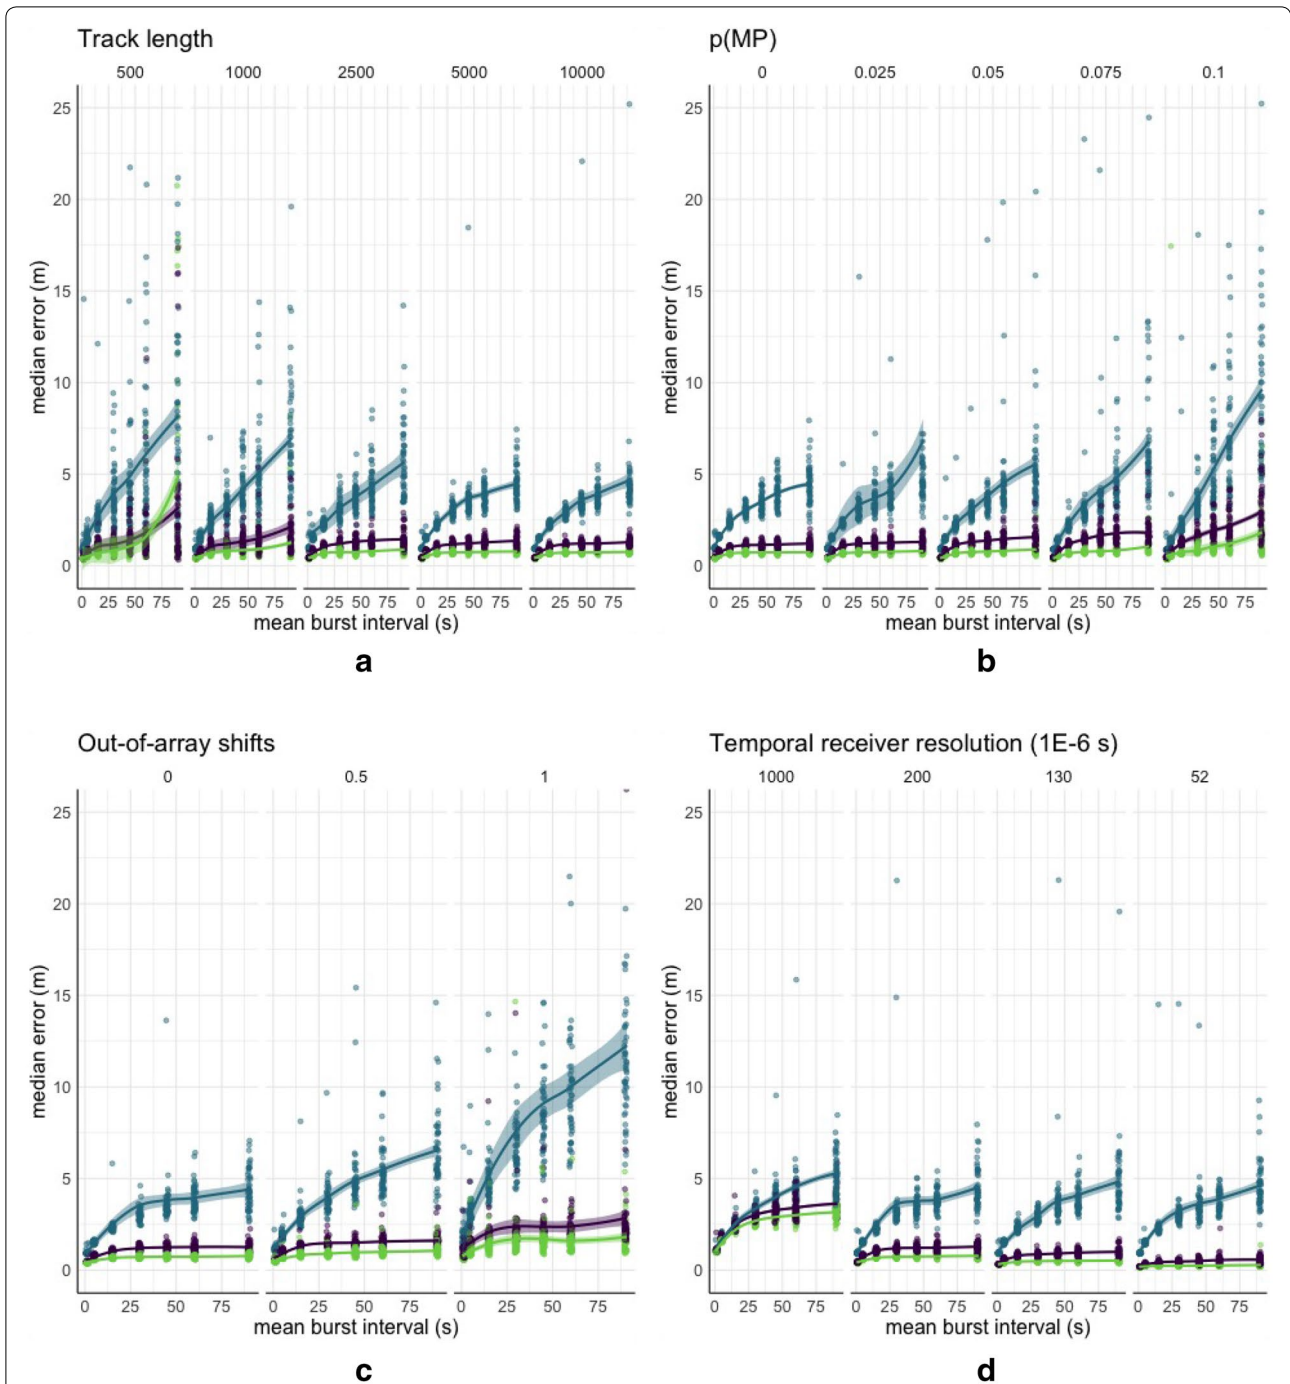 Track length
500 1000 2500 5000 10000
25
20
15
10
5
0
median error (m)
0 25 50 75 0 25 50 75 0 25 50 75 0 25 50 75 0 25 50 75
mean burst interval (s)
a
p(MP)
0 0.025 0.05 0.075 0.1
25
20
15
10
5
0
median error (m)
0 25 50 75 0 25 50 75 0 25 50 75 0 25 50 75 0 25 50 75
mean burst interval (s)
b
Out-of-array shifts
0 0.5 1
25
20
15
10
5
0
median error (m)
0 25 50 75 0 25 50 75 0 25 50 75
mean burst interval (s)
c
Temporal receiver resolution (1E-6 s)
1000 200 130 52
25
20
15
10
5
0
median error (m)
0 25 50 75 0 25 50 75 0 25 50 75 0 25 50 75
mean burst interval (s)
d